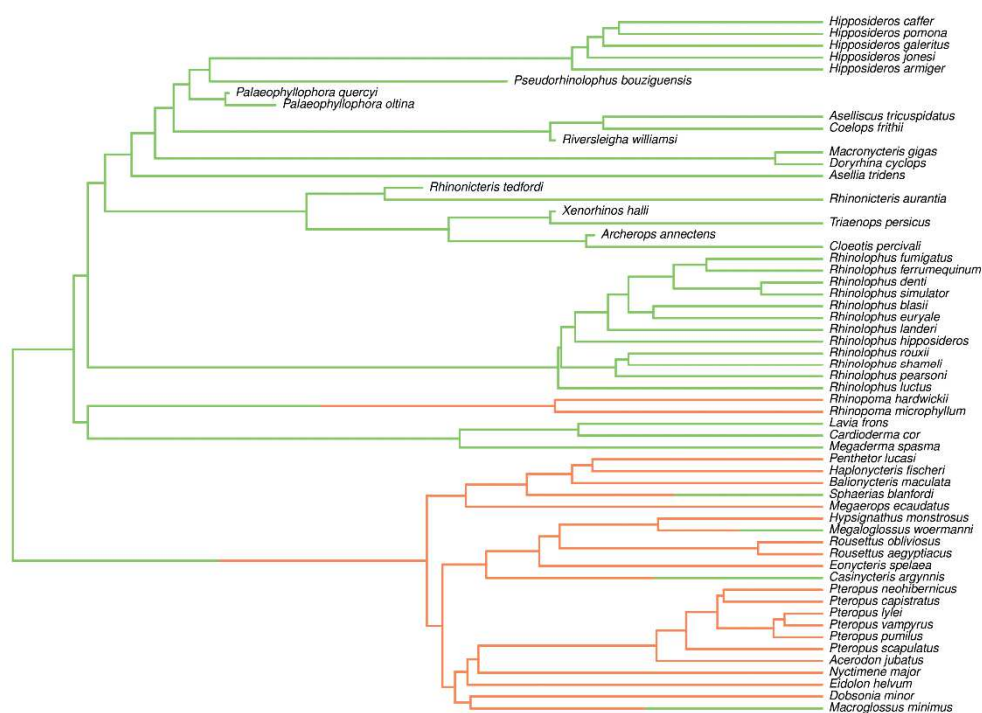 Hipposideros caffer
Hipposideros pomona
Hipposideros galeritus
Hipposideros jonesi
Hipposideros armiger
Pseudorhinolophus bouziguensis
Palaeophyllophora quercyi
Palaeophyllophora oltina
Aselliscus tricuspidatus
Coelops frithii
Riversleigha williamsi
Macronycteris gigas
Doryrhina cyclops
Asellia tridens
Rhinonicteris tedfordi
Rhinonicteris aurantia
Xenorhinos halli
Triaenops persicus
Archerops annectens
Cloeotis percivali
Rhinolophus fumigatus
Rhinolophus ferrumequinum
Rhinolophus denti
Rhinolophus simulator
Rhinolophus blasii
Rhinolophus euryale
Rhinolophus landeri
Rhinolophus hipposideros
Rhinolophus rouxii
Rhinolophus shameli
Rhinolophus pearsoni
Rhinolophus luctus
Rhinopoma hardwickii
Rhinopoma microphyllum
Lavia frons
Cardioderma cor
Megaderma spasma
Penthetor lucasi
Haplonycteris fischeri
Balionycteris maculata
Sphaerias blanfordi
Megaerops ecaudatus
Hypsignathus monstrosus
Megaloglossus woermanni
Rousettus obliviosus
Rousettus aegyptiacus
Eonycteris spelaea
Casinycteris argynnis
Pteropus neohibernicus
Pteropus capistratus
Pteropus lylei
Pteropus vampyrus
Pteropus pumilus
Pteropus scapulatus
Acerodon jubatus
Nyctimene major
Eidolon helvum
Dobsonia minor
Macroglossus minimus